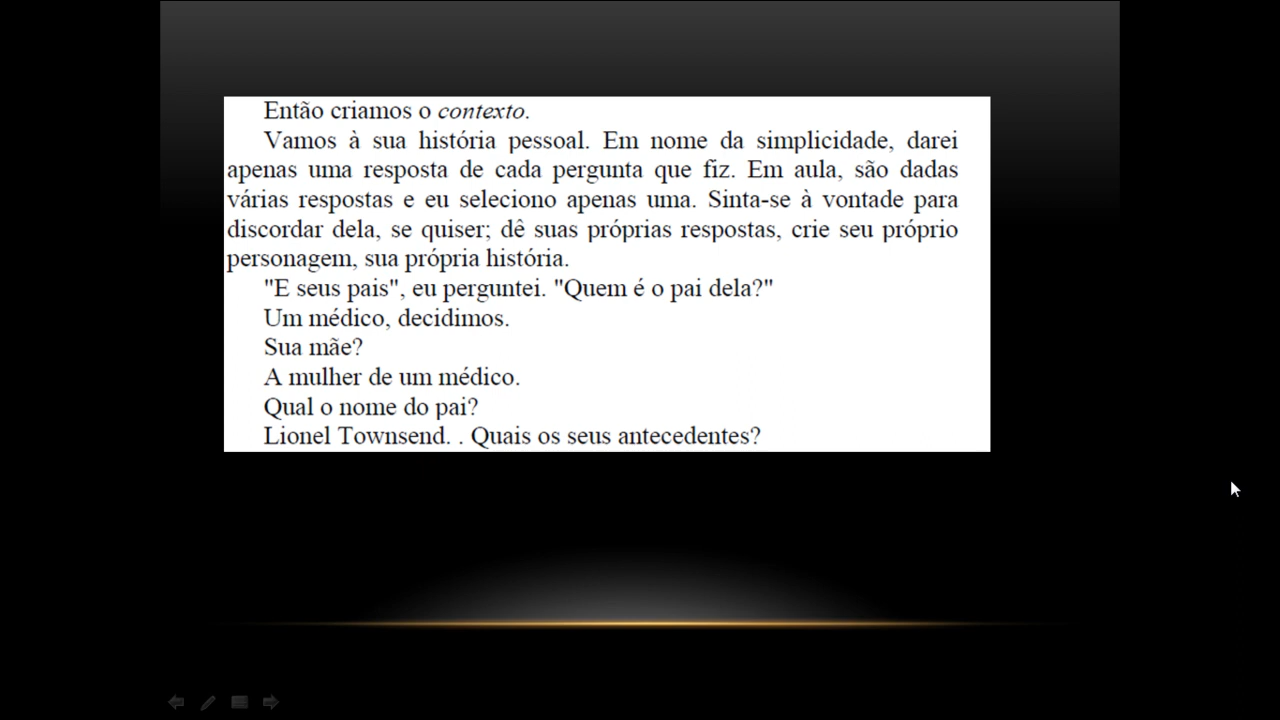 Então criamos o contexto.
Vamos à sua história pessoal. Em nome da simplicidade, darei
apenas uma resposta de cada pergunta que fiz. Em aula, são dadas
várias respostas e eu seleciono apenas uma. Sinta-se à vontade para
discordar dela, se quiser; dê suas próprias respostas, crie seu próprio
personagem, sua própria história.
"E seus pais", eu perguntei. "Quem é o pai dela?"
Um médico, decidimos.
Sua mãe?
A mulher de um médico.
Qual o nome do pai?
Lionel Townsend. . Quais os seus antecedentes?